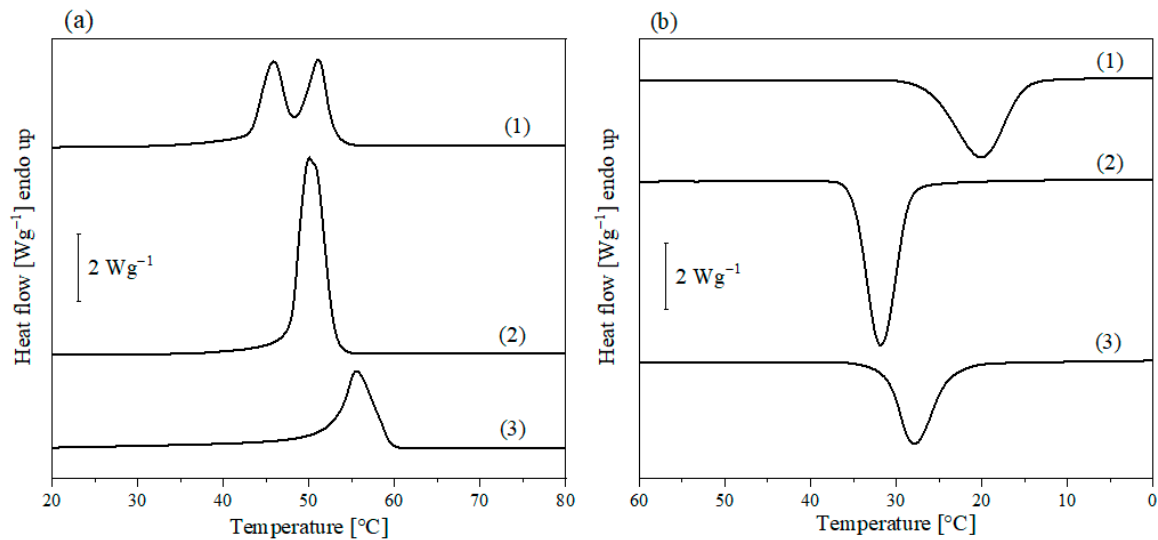 (a)
Heat flow [Wg⁻¹] endo up
(1)
2 Wg⁻¹
(2)
(3)
20 30 40 50 60 70 80
Temperature [°C]
(b)
Heat flow [Wg⁻¹] endo up
(1)
(2)
2 Wg⁻¹
(3)
60 50 40 30 20 10 0
Temperature [°C]